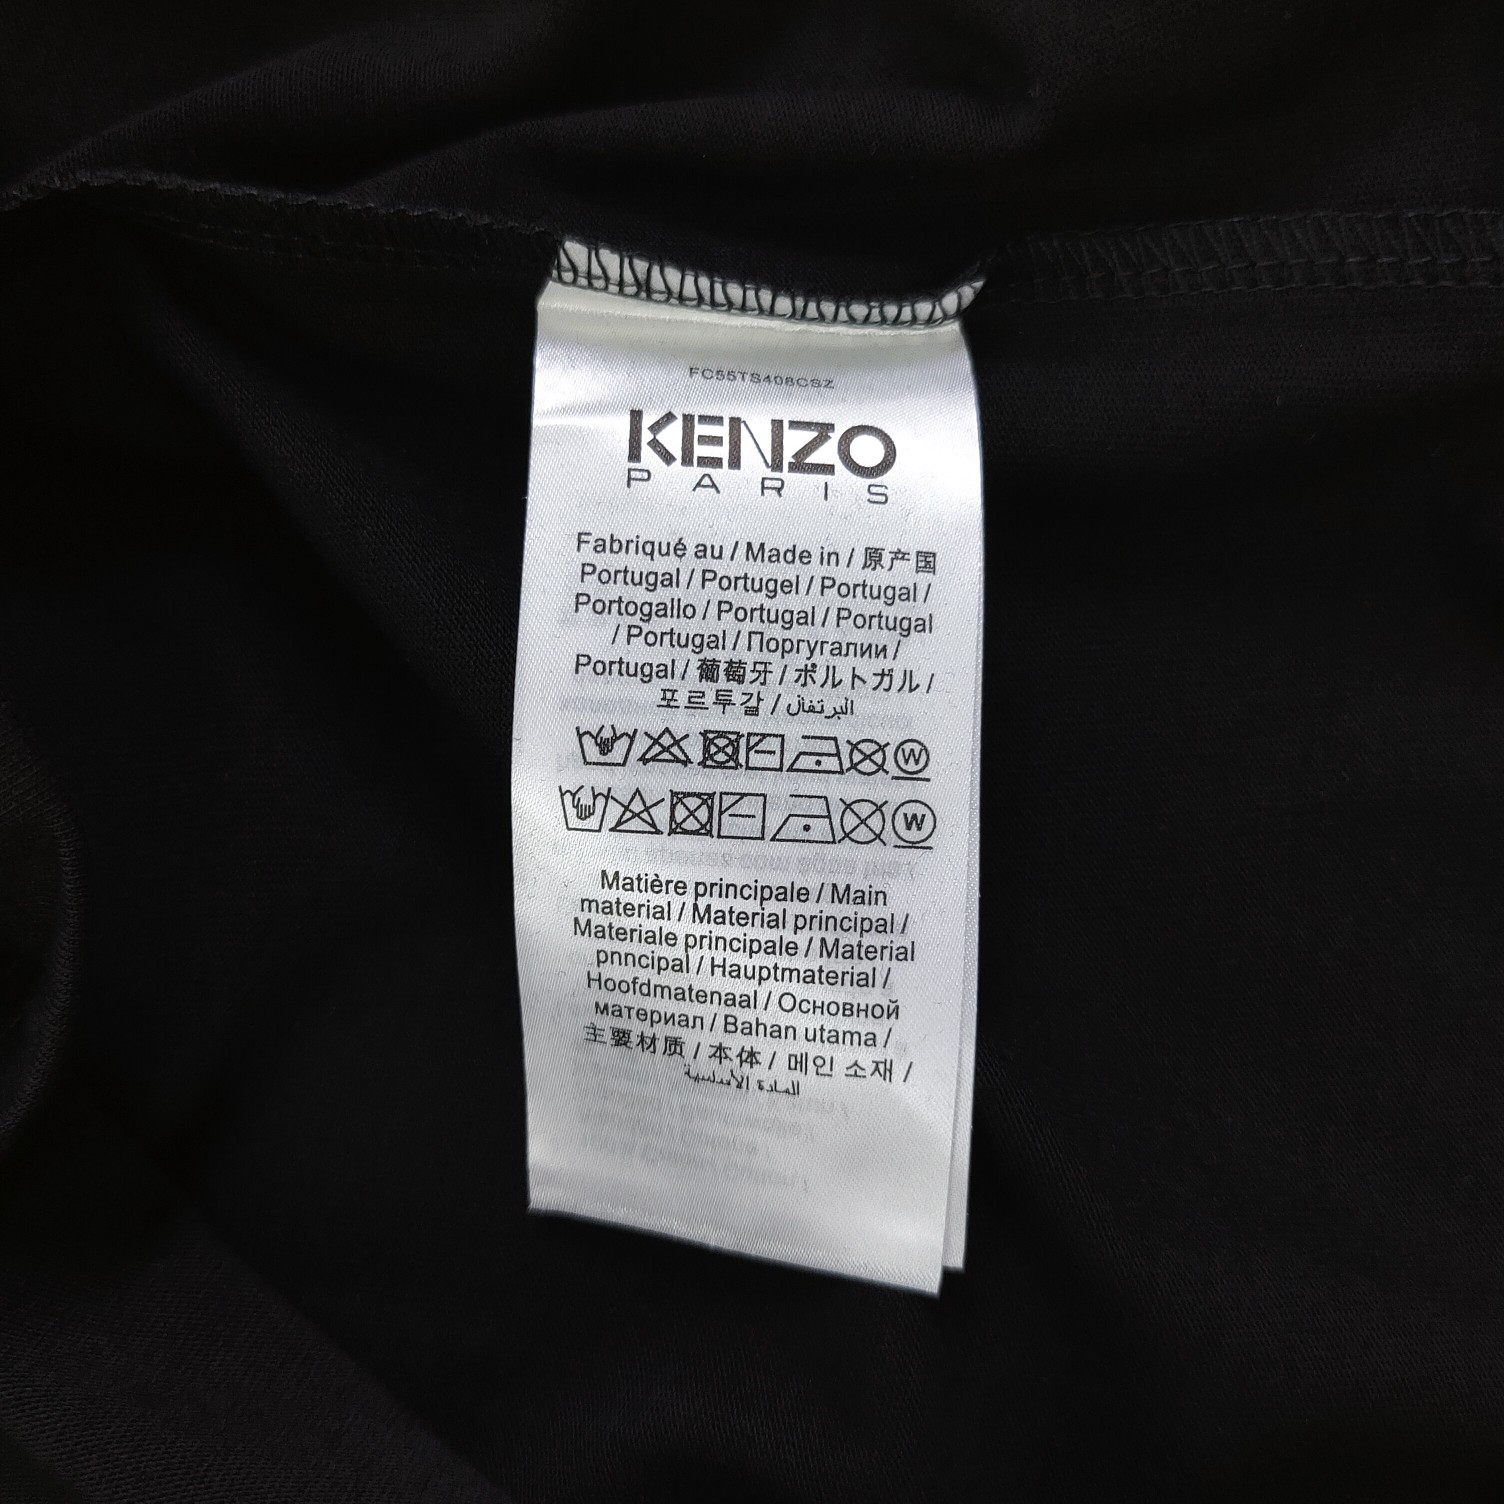 FC55TS408CSZ
KENZO
PARIS
Fabriqué au / Made in / 原产国
Portugal / Portugel / Portugal /
Portogallo / Portugal / Portugal
/ Portugal / Поргугалии /
Portugal / 葡萄牙 / ポルトガル /
포르투갈 / البرتغال
W
W
Matière principale / Main
material / Material principal /
Materiale principale / Material
pnncipal / Hauptmaterial /
Hoofdmatenaal / Основной
материал / Bahan utama /
主要材质 / 本体 / 메인 소재 /
المادة